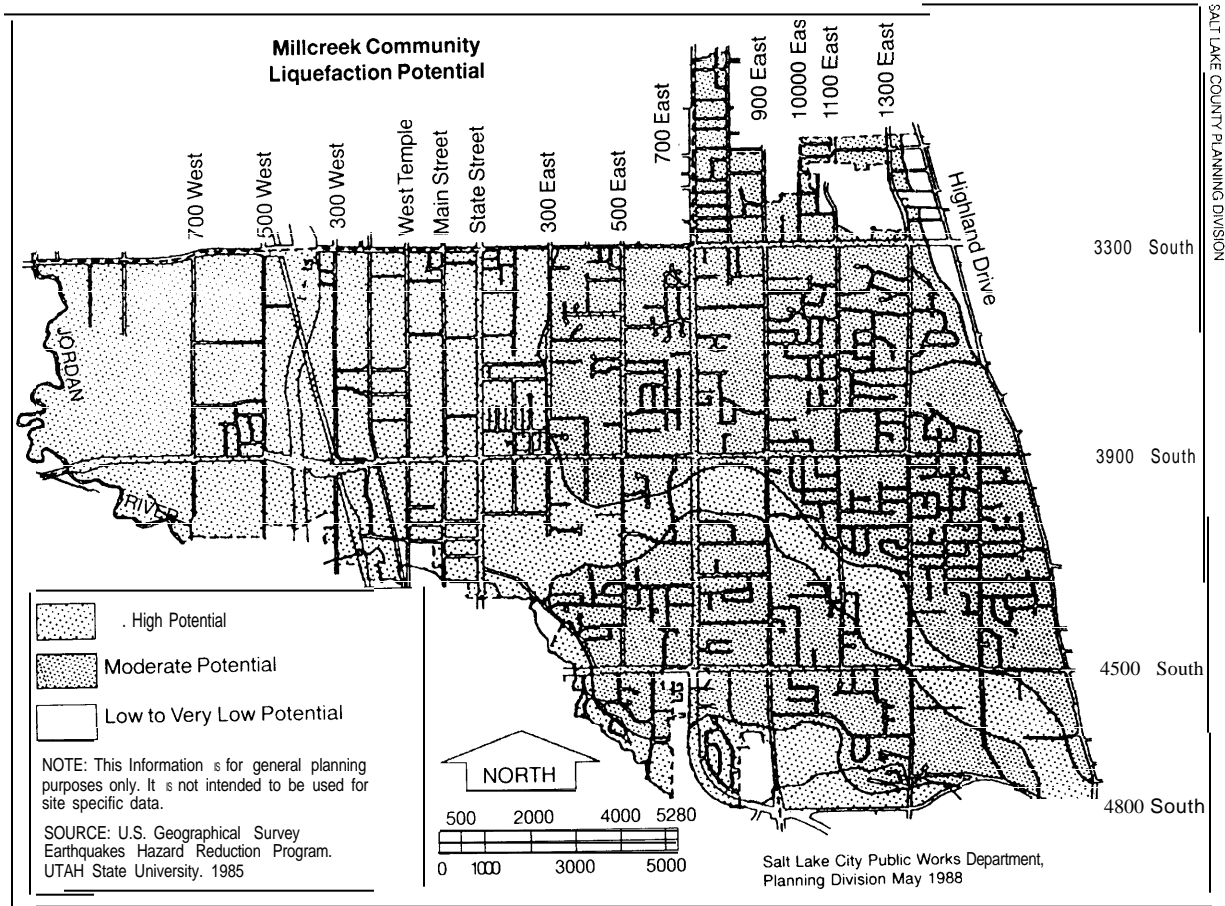 SALT LAKE COUNTY PLANNING DIVISION
Millcreek Community
Liquefaction Potential
700 West
500 West
300 West
West Temple
Main Street
State Street
300 East
500 East
700 East
900 East
10000 Eas
1100 East
1300 East
Highland Drive
3300 South
JORDAN
3900 South
RIVER
. High Potential
Moderate Potential
4500 South
Low to Very Low Potential
NOTE: This Information is for general planning
purposes only. It is not intended to be used for
site specific data.
NORTH
4800 South
500 2000 4000 5280
SOURCE: U.S. Geographical Survey
Earthquakes Hazard Reduction Program.
UTAH State University. 1985
0 1000 3000 5000
Salt Lake City Public Works Department,
Planning Division May 1988